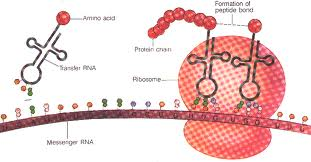 Formation of
peptide bond
Amino acid
Protein chain
Transfer RNA
Ribosome
Messenger RNA